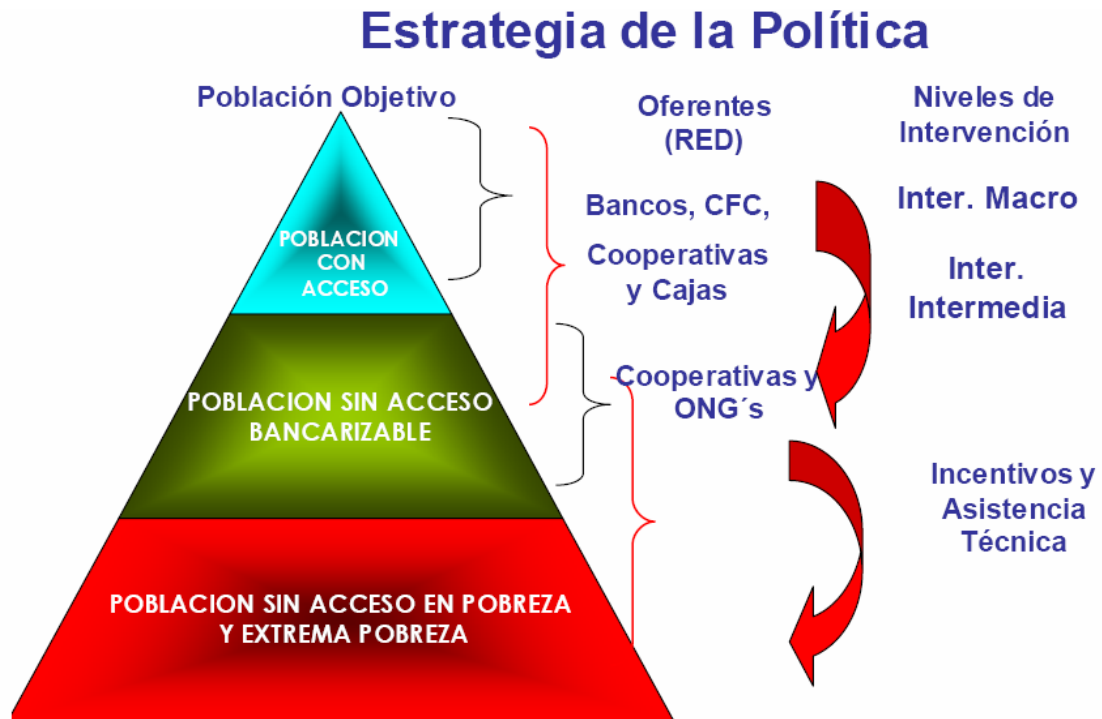 Estrategia de la Política
Población Objetivo
Oferentes
(RED)
Niveles de
Intervención
POBLACION
CON
ACCESO
Bancos, CFC,
Cooperativas
y Cajas
Inter. Macro
Inter.
Intermedia
POBLACION SIN ACCESO
BANCARIZABLE
Cooperativas y
ONG´s
Incentivos y
Asistencia
Técnica
POBLACION SIN ACCESO EN POBREZA
Y EXTREMA POBREZA